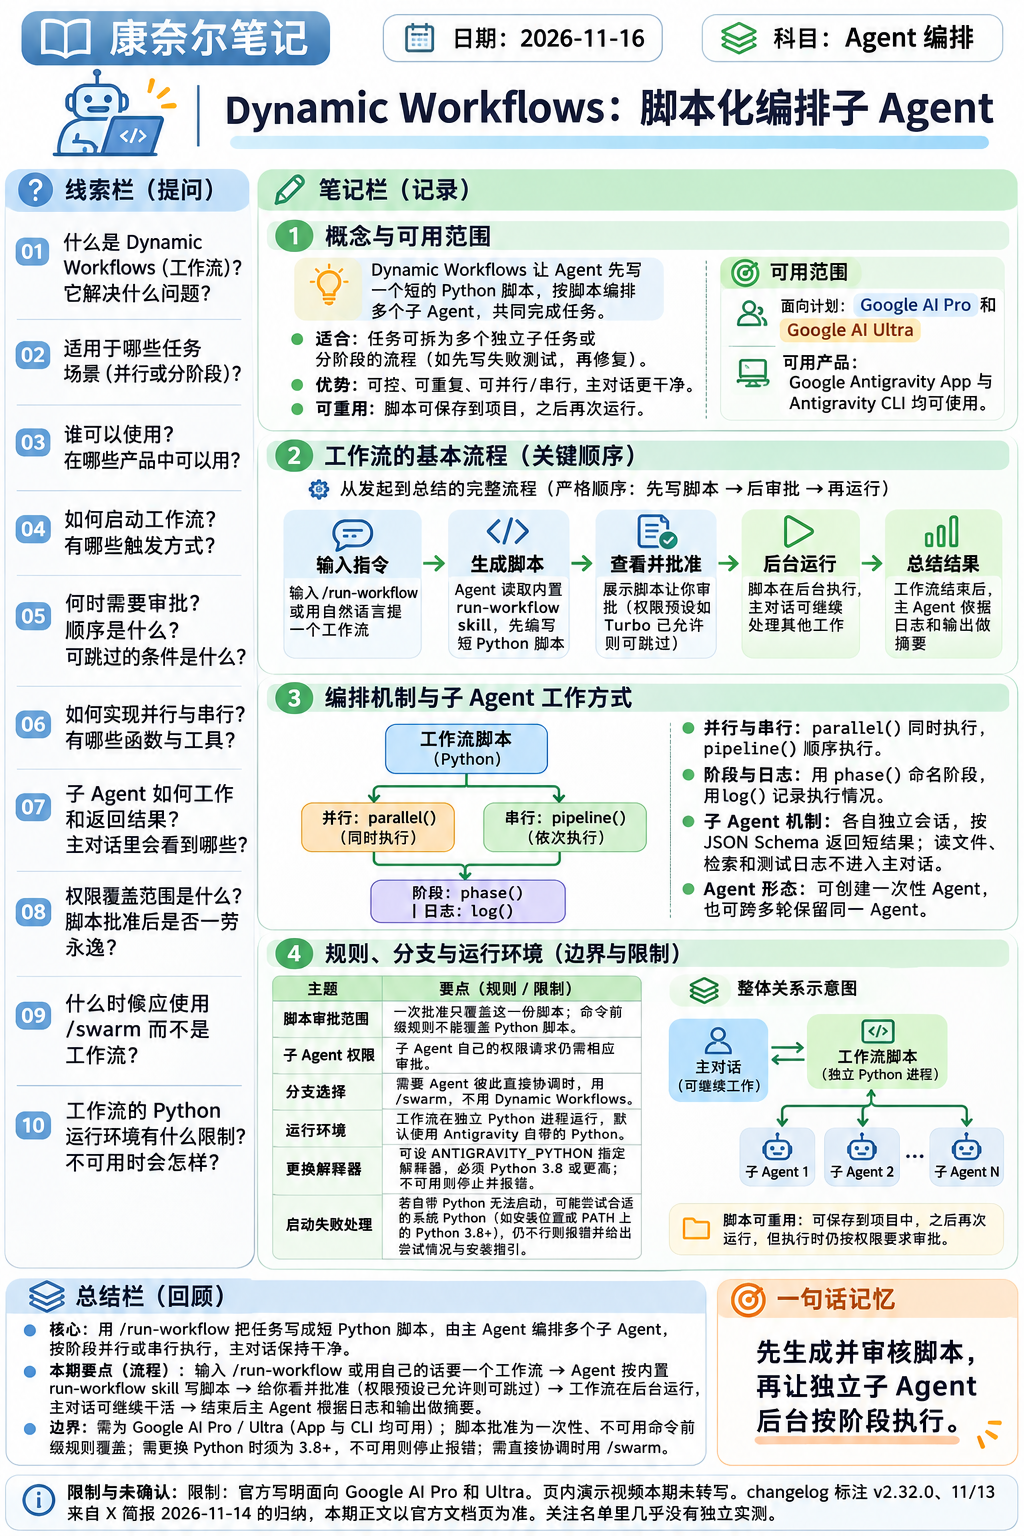 康奈尔笔记
日期：2026-11-16
科目：Agent 编排
</>
Dynamic Workflows：脚本化编排子 Agent
? 线索栏（提问）
01 什么是 Dynamic
Workflows（工作流）？
它解决什么问题？
02 适用于哪些任务
场景（并行或分阶段）？
03 谁可以使用？
在哪些产品中可以用？
04 如何启动工作流？
有哪些触发方式？
05 何时需要审批？
顺序是什么？
可跳过的条件是什么？
06 如何实现并行与串行？
有哪些函数与工具？
07 子 Agent 如何工作
和返回结果？
主对话里会看到哪些？
08 权限覆盖范围是什么？
脚本批准后是否一劳
永逸？
09 什么时候应使用
/swarm 而不是
工作流？
10 工作流的 Python
运行环境有什么限制？
不可用时会怎样？
笔记栏（记录）
1 概念与可用范围
Dynamic Workflows 让 Agent 先写
一个短的 Python 脚本，按脚本编排
多个子 Agent，共同完成任务。
适合：任务可拆为多个独立子任务或
分阶段的流程（如先写失败测试，再修复）。
优势：可控、可重复、可并行/串行，主对话更干净。
可重用：脚本可保存到项目，之后再次运行。
可用范围
面向计划：Google AI Pro 和
Google AI Ultra
可用产品：
Google Antigravity App 与
Antigravity CLI 均可使用。
2 工作流的基本流程（关键顺序）
从发起到总结的完整流程（严格顺序：先写脚本 → 后审批 → 再运行）
输入指令
输入 /run-workflow
或用自然语言提
一个工作流
</>
生成脚本
Agent 读取内置
run-workflow
skill，先编写
短 Python 脚本
查看并批准
展示脚本让你审
批（权限预设如
Turbo 已允许
则可跳过）
后台运行
脚本在后台执行，
主对话可继续
处理其他工作
总结结果
工作流结束后，
主 Agent 依据
日志和输出做
摘要
3 编排机制与子 Agent 工作方式
工作流脚本
（Python）
并行：parallel()
（同时执行）
串行：pipeline()
（依次执行）
阶段：phase()
| 日志：log()
并行与串行：parallel() 同时执行，
pipeline() 顺序执行。
阶段与日志：用 phase() 命名阶段，
用log() 记录执行情况。
子 Agent 机制：各自独立会话，按
JSON Schema 返回短结果；读文件、
检索和测试日志不进入主对话。
Agent 形态：可创建一次性 Agent，
也可跨多轮保留同一 Agent。
4 规则、分支与运行环境（边界与限制）
主题 要点（规则 / 限制）
脚本审批范围 一次批准只覆盖这一份脚本；命令前
缀规则不能覆盖 Python 脚本。
子 Agent 权限 子 Agent 自己的权限请求仍需相应
审批。
分支选择 需要 Agent 彼此直接协调时，用
/swarm，不用 Dynamic Workflows。
运行环境 工作流在独立 Python 进程运行，默
认使用 Antigravity 自带的 Python。
更换解释器 可设 ANTIGRAVITY_PYTHON 指定
解释器，必须 Python 3.8 或更高；
不可用则停止并报错。
启动失败处理 若自带 Python 无法启动，可能尝试合适
的系统 Python（如安装位置或 PATH 上
的 Python 3.8+），仍不行则报错并给出
尝试情况与安装指引。
整体关系示意图
主对话
（可继续工作）
</>
工作流脚本
（独立 Python 进程）
子 Agent 1
子 Agent 2
...
子 Agent N
脚本可重用：可保存到项目中，之后再次
运行，但执行时仍按权限要求审批。
总结栏（回顾）
核心：用 /run-workflow 把任务写成短 Python 脚本，由主 Agent 编排多个子 Agent，
按阶段并行或串行执行，主对话保持干净。
本期要点（流程）：输入 /run-workflow 或用自己的话要一个工作流 → Agent 按内置
run-workflow skill 写脚本 → 给你看并批准（权限预设已允许则可跳过）→ 工作流在后台运行，
主对话可继续干活 → 结束后主 Agent 根据日志和输出做摘要。
边界：需为 Google AI Pro / Ultra（App 与 CLI 均可用）；脚本批准为一次性、不可用命令前
缀规则覆盖；需更换 Python 时须为 3.8+，不可用则停止报错；需直接协调时用 /swarm。
一句话记忆
先生成并审核脚本，
再让独立子 Agent
后台按阶段执行。
限制与未确认：限制：官方写明面向 Google AI Pro 和 Ultra。页内演示视频本期未转写。changelog 标注 v2.32.0、11/13
来自 X 简报 2026-11-14 的归纳，本期正文以官方文档页为准。关注名单里几乎没有独立实测。